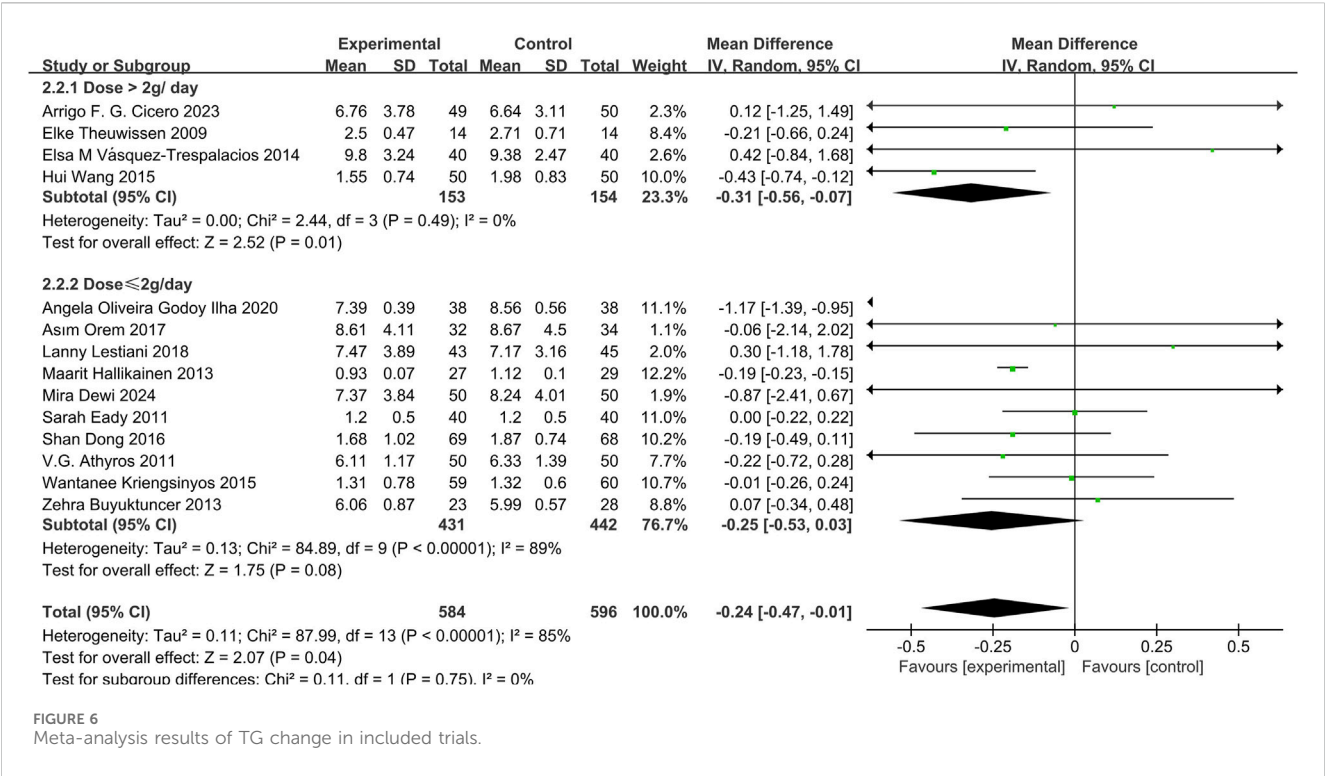 Experimental Control Mean Difference Mean Difference
Study or Subgroup Mean SD Total Mean SD Total Weight IV, Random, 95% CI IV, Random, 95% CI
2.2.1 Dose > 2g/ day
Arrigo F. G. Cicero 2023 6.76 3.78 49 6.64 3.11 50 2.3% 0.12 [-1.25, 1.49]
Elke Theuwissen 2009 2.5 0.47 14 2.71 0.71 14 8.4% -0.21 [-0.66, 0.24]
Elsa M Vásquez-Trespalacios 2014 9.8 3.24 40 9.38 2.47 40 2.6% 0.42 [-0.84, 1.68]
Hui Wang 2015 1.55 0.74 50 1.98 0.83 50 10.0% -0.43 [-0.74, -0.12]
Subtotal (95% CI) 153 154 23.3% -0.31 [-0.56, -0.07]
Heterogeneity: Tau² = 0.00; Chi² = 2.44, df = 3 (P = 0.49); I² = 0%
Test for overall effect: Z = 2.52 (P = 0.01)
2.2.2 Dose≤2g/day
Angela Oliveira Godoy Ilha 2020 7.39 0.39 38 8.56 0.56 38 11.1% -1.17 [-1.39, -0.95]
Asım Orem 2017 8.61 4.11 32 8.67 4.5 34 1.1% -0.06 [-2.14, 2.02]
Lanny Lestiani 2018 7.47 3.89 43 7.17 3.16 45 2.0% 0.30 [-1.18, 1.78]
Maarit Hallikainen 2013 0.93 0.07 27 1.12 0.1 29 12.2% -0.19 [-0.23, -0.15]
Mira Dewi 2024 7.37 3.84 50 8.24 4.01 50 1.9% -0.87 [-2.41, 0.67]
Sarah Eady 2011 1.2 0.5 40 1.2 0.5 40 11.0% 0.00 [-0.22, 0.22]
Shan Dong 2016 1.68 1.02 69 1.87 0.74 68 10.2% -0.19 [-0.49, 0.11]
V.G. Athyros 2011 6.11 1.17 50 6.33 1.39 50 7.7% -0.22 [-0.72, 0.28]
Wantanee Kriengsinyos 2015 1.31 0.78 59 1.32 0.6 60 10.7% -0.01 [-0.26, 0.24]
Zehra Buyuktuncer 2013 6.06 0.87 23 5.99 0.57 28 8.8% 0.07 [-0.34, 0.48]
Subtotal (95% CI) 431 442 76.7% -0.25 [-0.53, 0.03]
Heterogeneity: Tau² = 0.13; Chi² = 84.89, df = 9 (P < 0.00001); I² = 89%
Test for overall effect: Z = 1.75 (P = 0.08)
Total (95% CI) 584 596 100.0% -0.24 [-0.47, -0.01]
Heterogeneity: Tau² = 0.11; Chi² = 87.99, df = 13 (P < 0.00001); I² = 85%
Test for overall effect: Z = 2.07 (P = 0.04)
Test for subgroup differences: Chi² = 0.11, df = 1 (P = 0.75), I² = 0%
-0.5 -0.25 0 0.25 0.5
Favours [experimental] Favours [control]
FIGURE 6
Meta-analysis results of TG change in included trials.